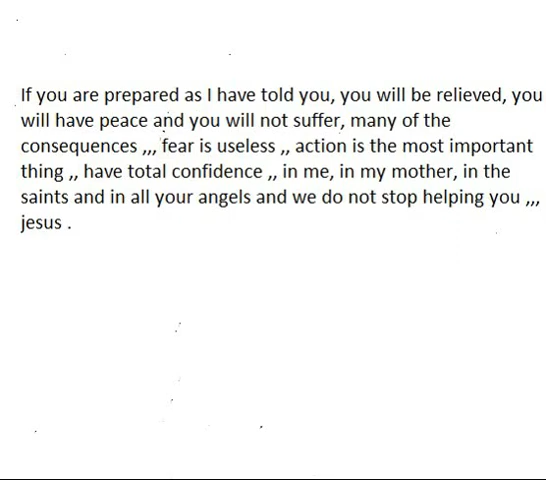 If you are prepared as I have told you, you will be relieved, you
will have peace and you will not suffer, many of the
consequences ,,, fear is useless ,, action is the most important
thing ,, have total confidence ,, in me, in my mother, in the
saints and in all your angels and we do not stop helping you ,,,
jesus .